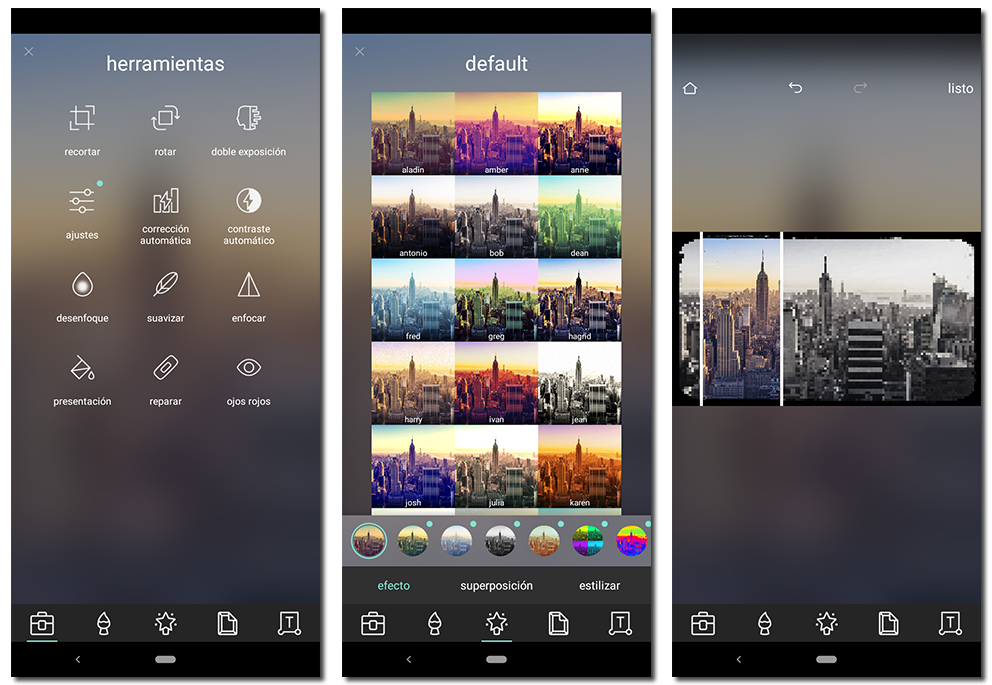 herramientas
recortar
rotar
doble exposición
ajustes
corrección
automática
contraste
automático
desenfoque
suavizar
enfocar
presentación
reparar
ojos rojos
default
aladin
amber
anne
antonio
bob
dean
fred
greg
hagrid
harry
ivan
jean
josh
julia
karen
efecto
superposición
estilizar
T
T
listo
T